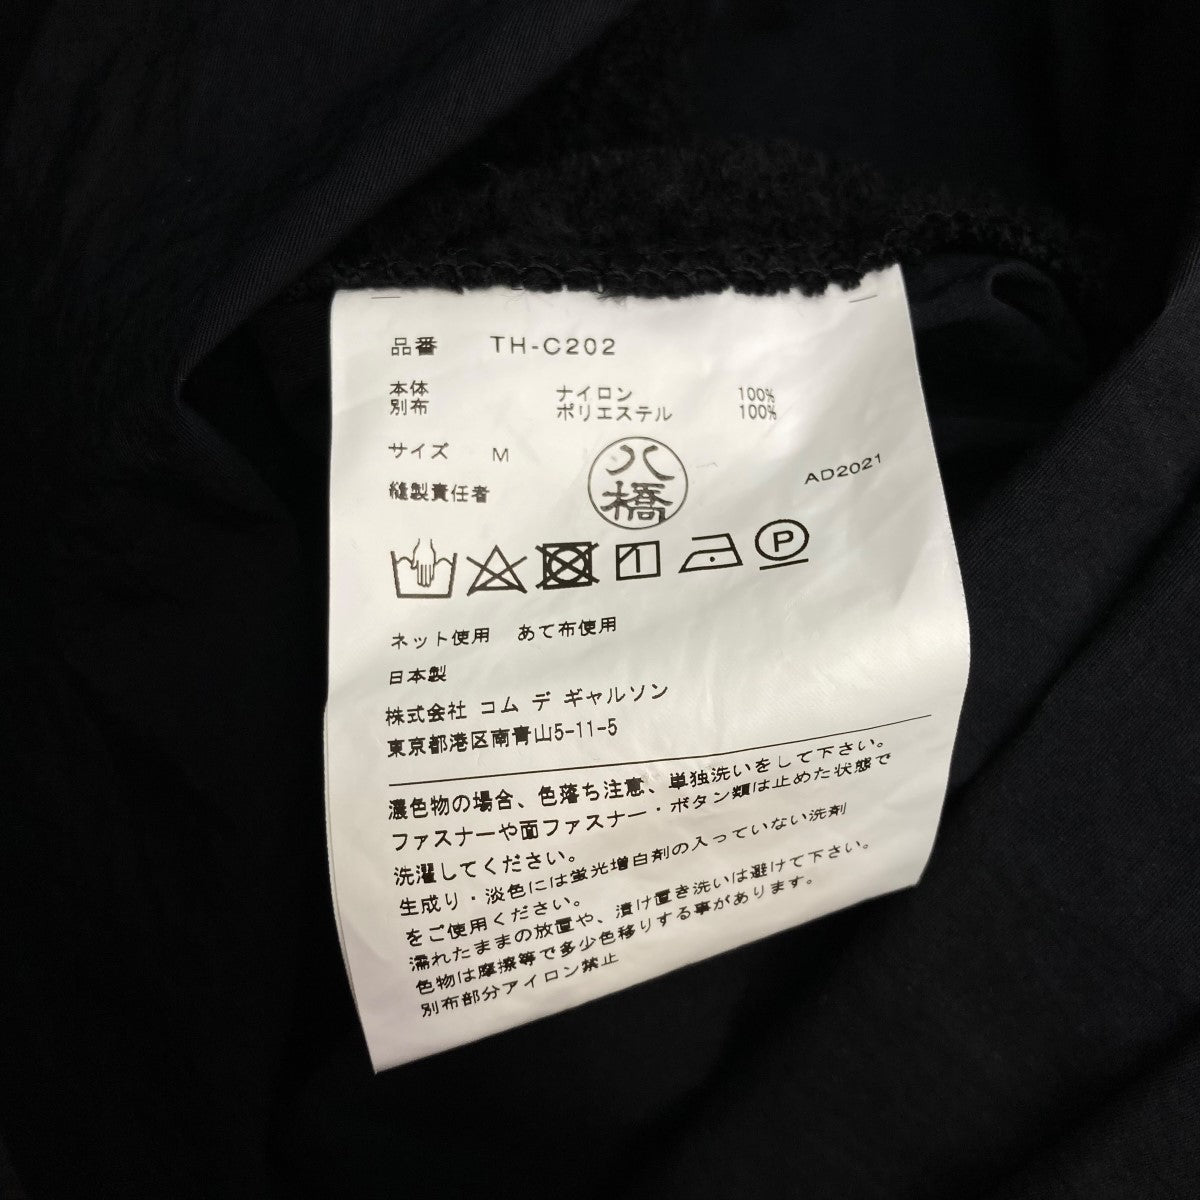 品番 TH-C202
本体 ナイロン 100%
別布 ポリエステル 100%
サイズ M
縫製責任者 八橋 AD2021
P
ネット使用 あて布使用
日本製
株式会社 コム デ ギャルソン
東京都港区南青山5-11-5
濃色物の場合、色落ち注意、単独洗いをして下さい。
ファスナーや面ファスナー・ボタン類は止めた状態で
洗濯してください。
生成り・淡色には蛍光増白剤の入っていない洗剤
をご使用ください。
濡れたままの放置や、漬け置き洗いは避けて下さい。
色物は摩擦等で多少色移りする事があります。
別布部分アイロン禁止